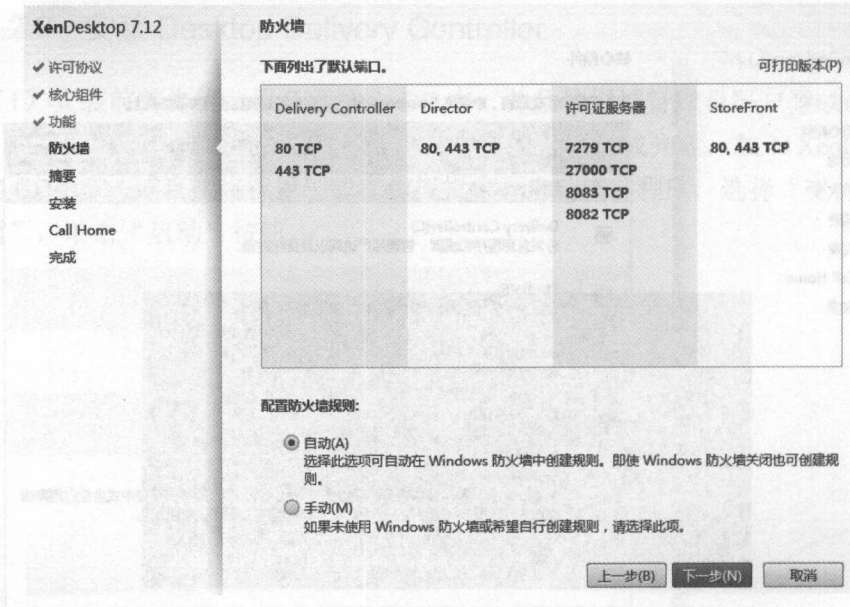 XenDesktop 7.12
✔ 许可协议
✔ 核心组件
✔ 功能
防火墙
摘要
安装
Call Home
完成
防火墙
下面列出了默认端口。
可打印版本(P)
Delivery Controller
80 TCP
443 TCP
Director
80, 443 TCP
许可证服务器
7279 TCP
27000 TCP
8083 TCP
8082 TCP
StoreFront
80, 443 TCP
配置防火墙规则:
自动(A)
选择此选项可自动在 Windows 防火墙中创建规则。即使 Windows 防火墙关闭也可创建规
则。
手动(M)
如果未使用 Windows 防火墙或希望自行创建规则，请选择此项。
上一步(B)
下一步(N)
取消